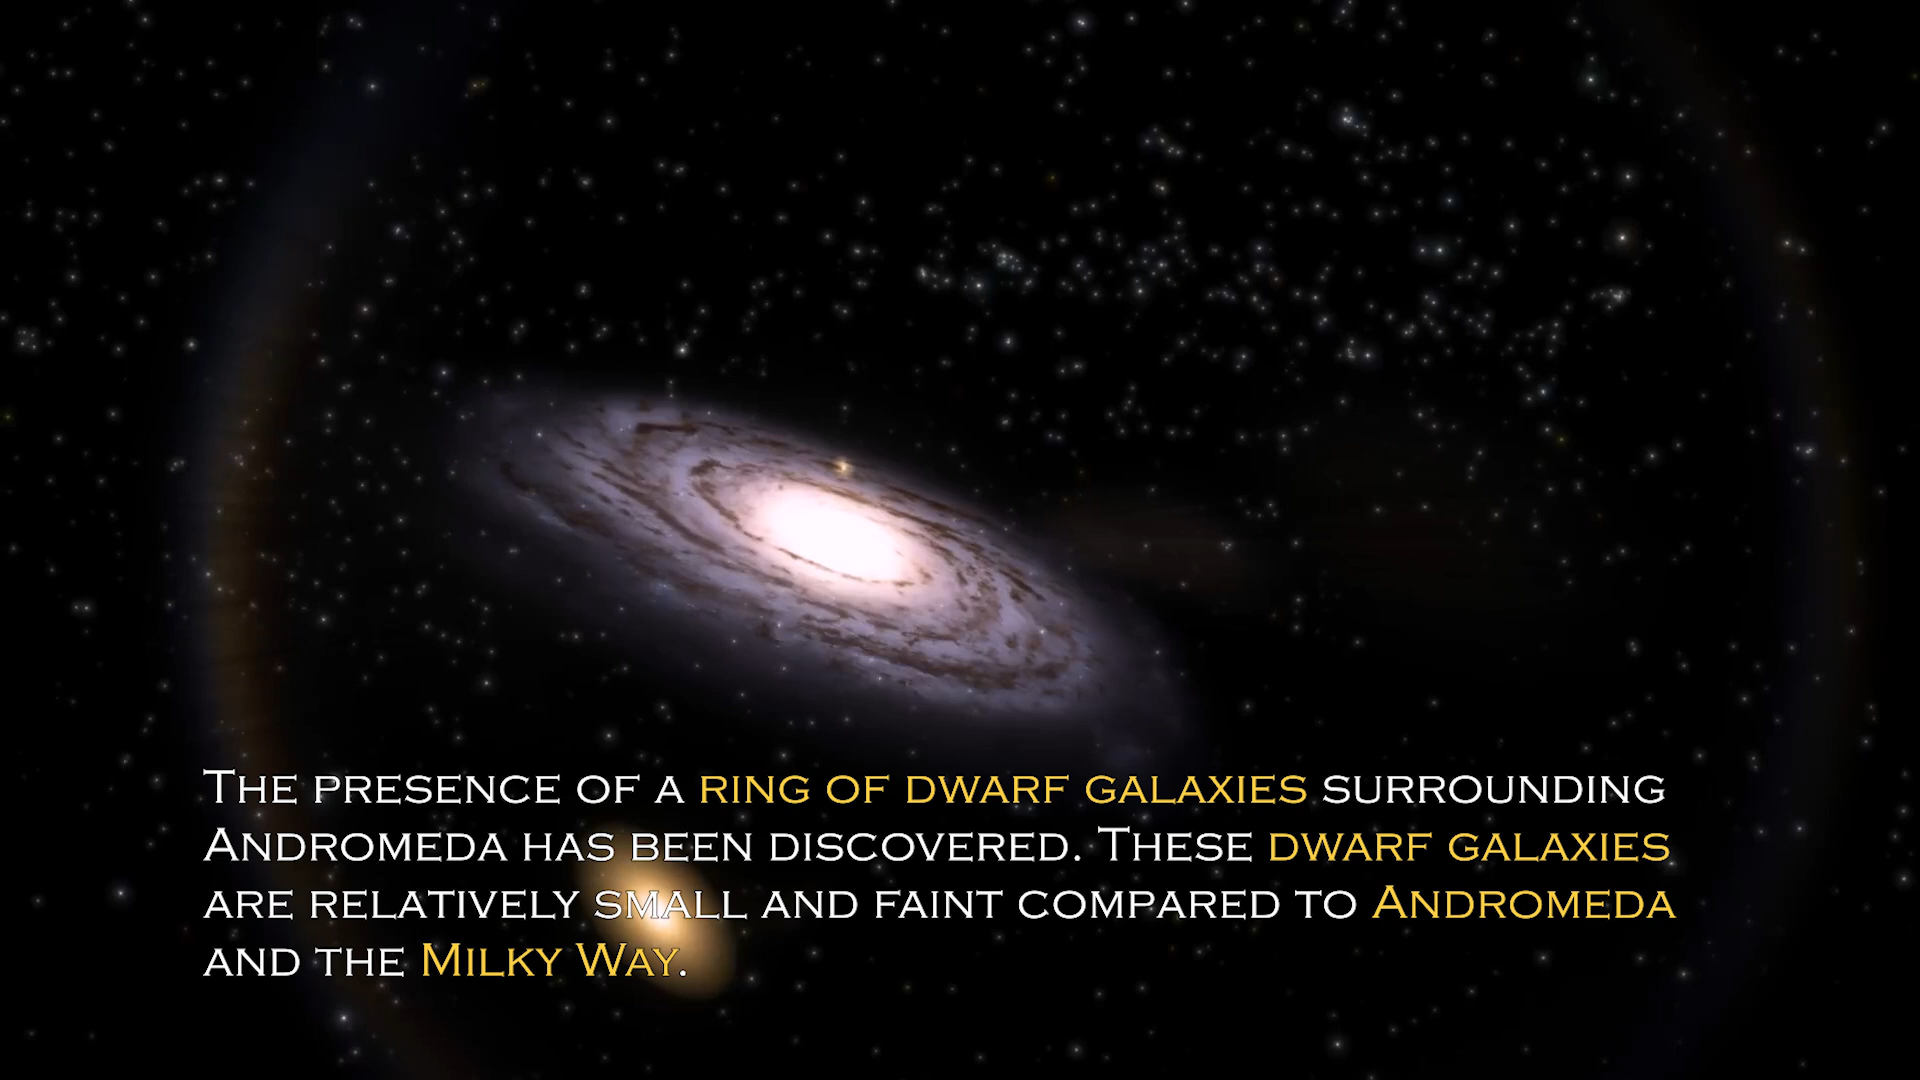 The presence of a ring of dwarf galaxies surrounding
Andromeda has been discovered. These dwarf galaxies
are relatively small and faint compared to Andromeda
and the Milky Way.